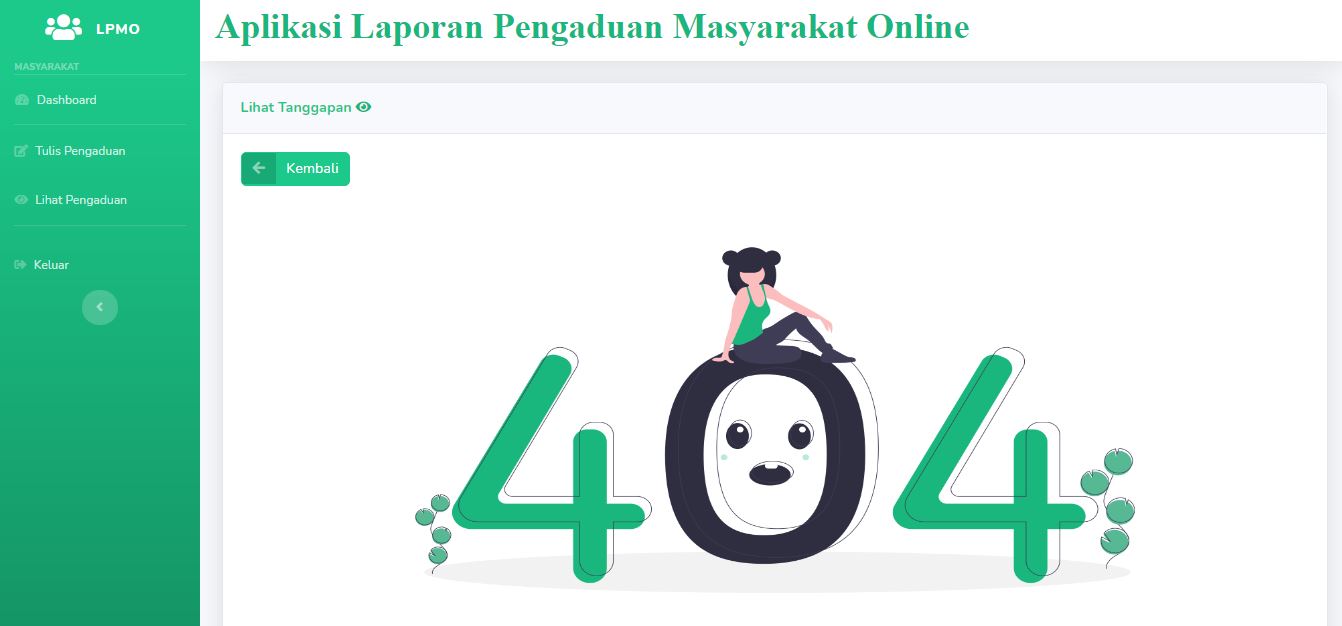 LPMO
Aplikasi Laporan Pengaduan Masyarakat Online
MASYARAKAT
Dashboard
Tulis Pengaduan
Lihat Pengaduan
Keluar
Lihat Tanggapan
Kembali
404